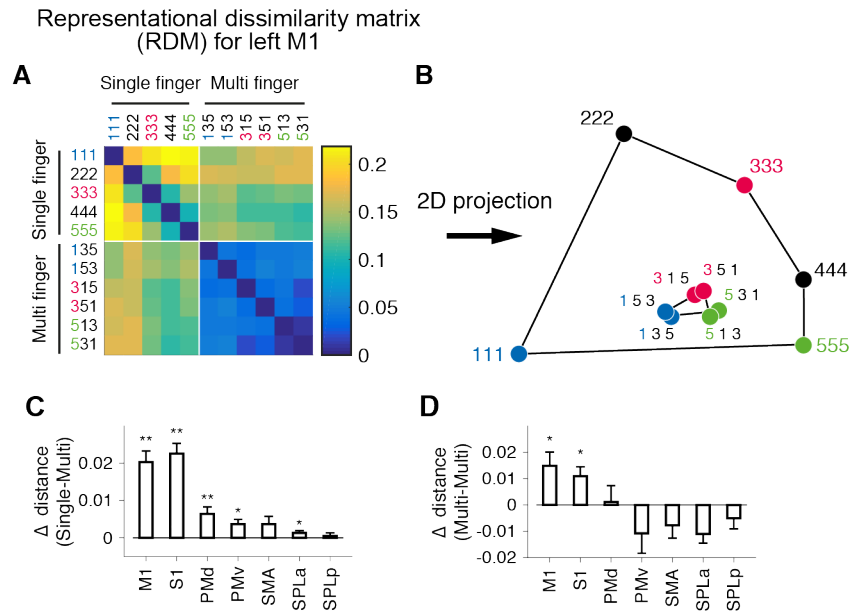 Representational dissimilarity matrix
(RDM) for left M1
A
Single finger Multi finger
111 222 333 444 555 135 153 315 351 513 531
Single finger
111
222
333
444
555
Multi finger
135
153
315
351
513
531
0.2
0.15
0.1
0.05
0
2D projection
B
222
333
444
555
111
3 1 5
3 5 1
1 5 3
5 3 1
1 3 5
5 1 3
C
Δ distance
(Single-Multi)
0.02
0.01
0
** ** ** * *
M1 S1 PMd PMv SMA SPLa SPLp
D
Δ distance
(Multi-Multi)
0.02
0.01
0
-0.01
-0.02
* *
M1 S1 PMd PMv SMA SPLa SPLp